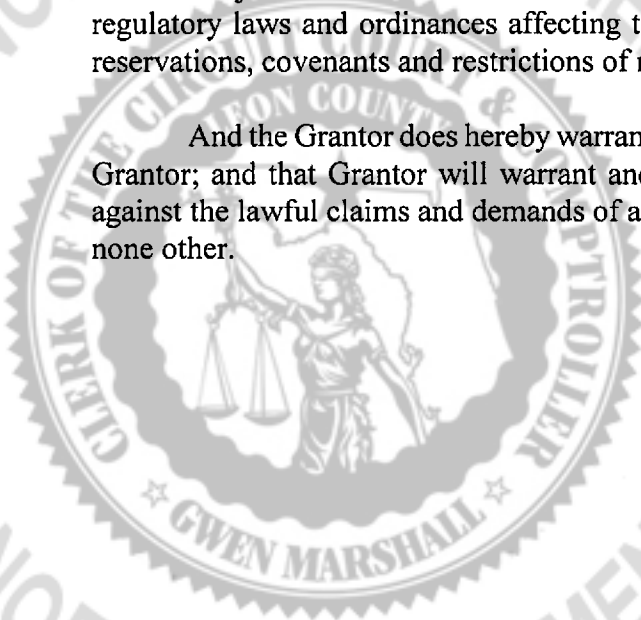 regulatory laws and ordinances affecting t
reservations, covenants and restrictions of r
And the Grantor does hereby warran
Grantor; and that Grantor will warrant and
against the lawful claims and demands of a
none other.
CLERK OF THE CIRCUIT COURT & COMPTROLLER
LEON COUNTY
GWEN MARSHALL